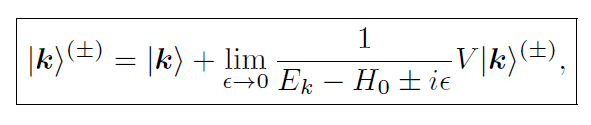 |𝒌⟩^(±) = |𝒌⟩ + lim_{ϵ→0} 1/(E_k − H_0 ± iϵ) V|𝒌⟩^(±),